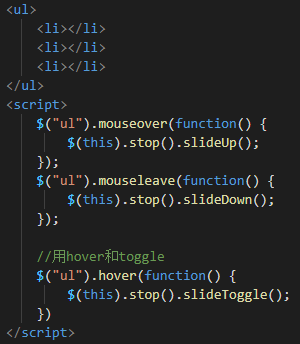 <ul>
    <li></li>
    <li></li>
    <li></li>
</ul>
<script>
    $("ul").mouseover(function() {
        $(this).stop().slideUp();
    });
    $("ul").mouseleave(function() {
        $(this).stop().slideDown();
    });

    //用hover和toggle
    $("ul").hover(function() {
        $(this).stop().slideToggle();
    })
</script>